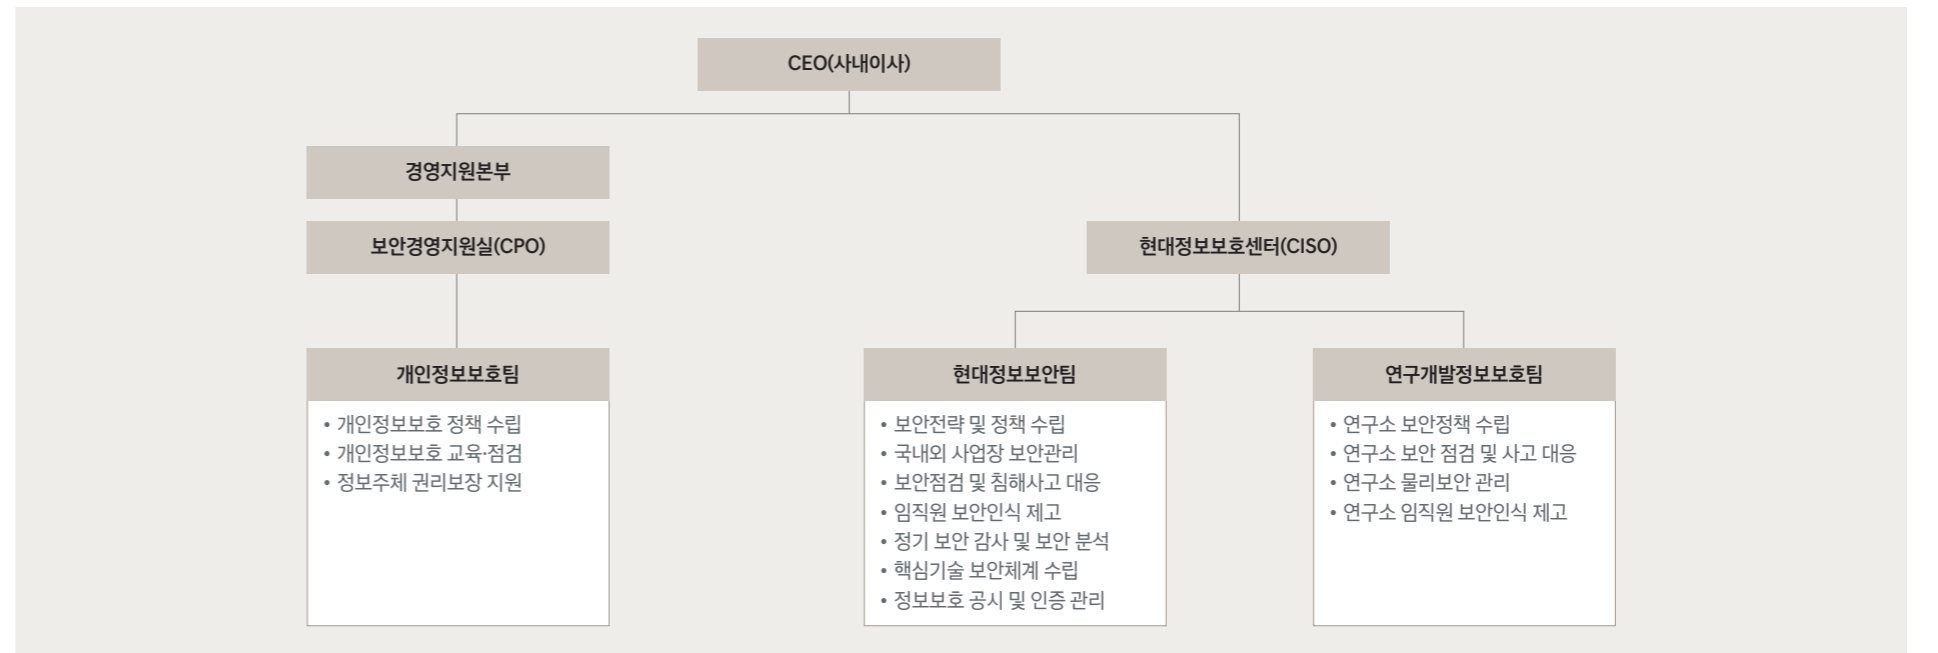 CEO(사내이사)
경영지원본부
보안경영지원실(CPO)
현대정보보호센터(CISO)
개인정보보호팀
• 개인정보보호 정책 수립
• 개인정보보호 교육·점검
• 정보주체 권리보장 지원
현대정보보안팀
• 보안전략 및 정책 수립
• 국내외 사업장 보안관리
• 보안점검 및 침해사고 대응
• 임직원 보안인식 제고
• 정기 보안 감사 및 보안 분석
• 핵심기술 보안체계 수립
• 정보보호 공시 및 인증 관리
연구개발정보보호팀
• 연구소 보안정책 수립
• 연구소 보안 점검 및 사고 대응
• 연구소 물리보안 관리
• 연구소 임직원 보안인식 제고